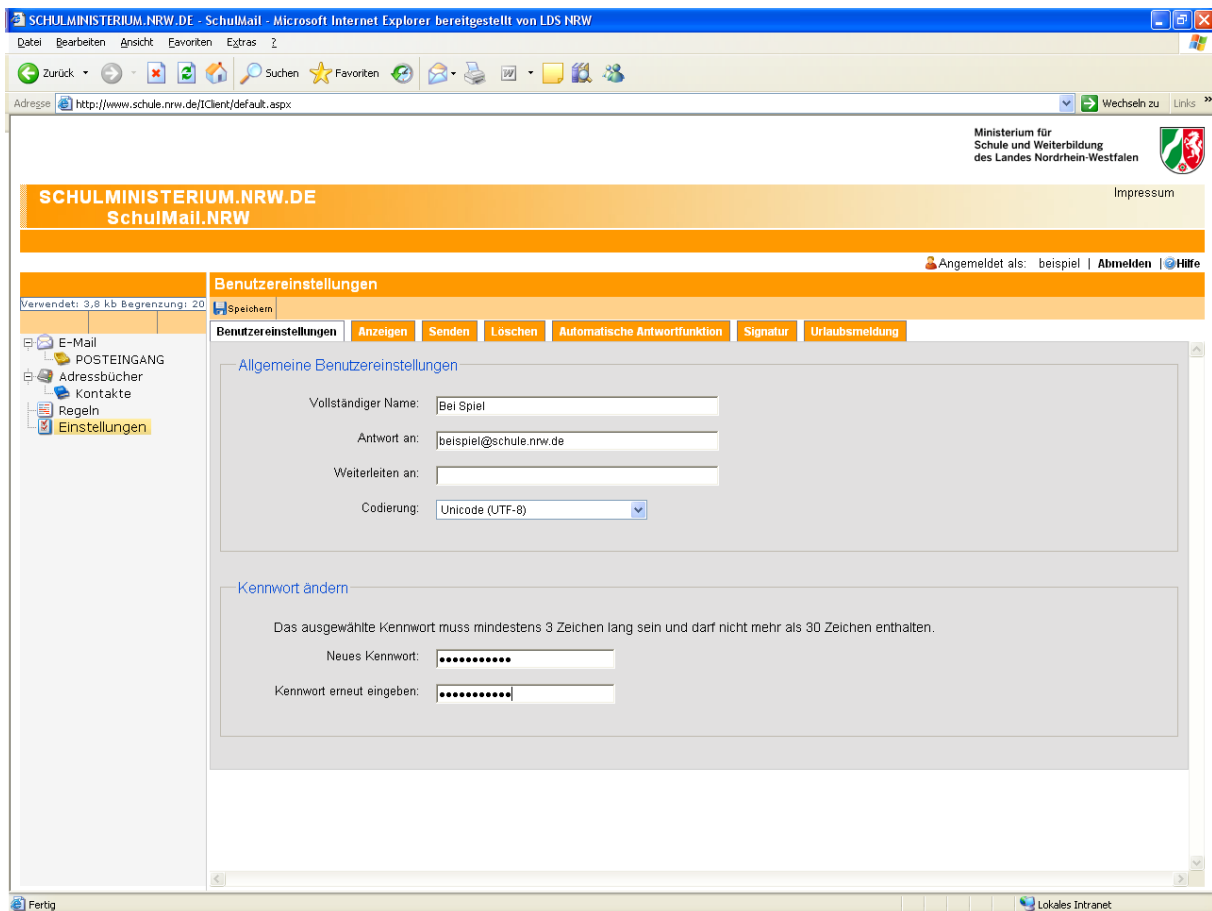 SCHULMINISTERIUM.NRW.DE - SchulMail - Microsoft Internet Explorer bereitgestellt von LDS NRW
Datei Bearbeiten Ansicht Favoriten Extras ?
Zurück Suchen Favoriten
Adresse http://www.schule.nrw.de/IClient/default.aspx Wechseln zu Links »
Ministerium für
Schule und Weiterbildung
des Landes Nordrhein-Westfalen
SCHULMINISTERIUM.NRW.DE Impressum
SchulMail.NRW
Angemeldet als: beispiel | Abmelden | Hilfe
Benutzereinstellungen
Verwendet: 3,8 kb Begrenzung: 20 Speichern
Benutzereinstellungen Anzeigen Senden Löschen Automatische Antwortfunktion Signatur Urlaubsmeldung
E-Mail
POSTEINGANG
Adressbücher
Kontakte
Regeln
Einstellungen
Allgemeine Benutzereinstellungen
Vollständiger Name: Bei Spiel
Antwort an: beispiel@schule.nrw.de
Weiterleiten an:
Codierung: Unicode (UTF-8)
Kennwort ändern
Das ausgewählte Kennwort muss mindestens 3 Zeichen lang sein und darf nicht mehr als 30 Zeichen enthalten.
Neues Kennwort: •••••••••••
Kennwort erneut eingeben: •••••••••••
Fertig Lokales Intranet